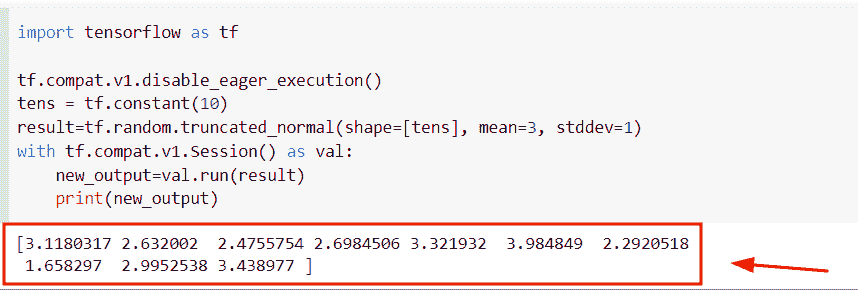 import tensorflow as tf
tf.compat.v1.disable_eager_execution()
tens = tf.constant(10)
result=tf.random.truncated_normal(shape=[tens], mean=3, stddev=1)
with tf.compat.v1.Session() as val:
    new_output=val.run(result)
    print(new_output)
[3.1180317 2.632002  2.4755754 2.6984506 3.321932  3.984849  2.2920518
 1.658297  2.9952538 3.438977 ]